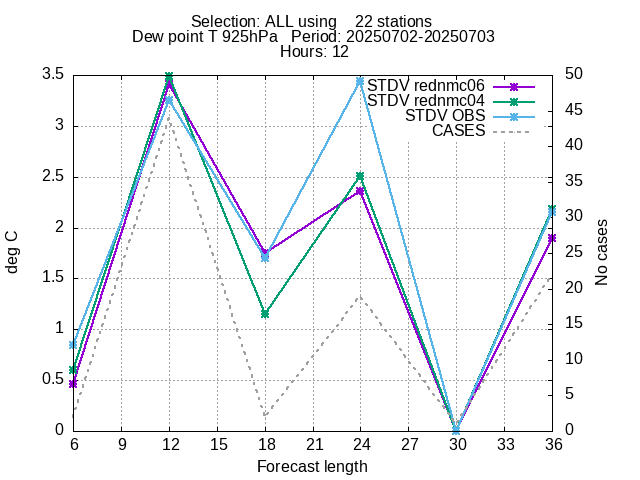 Selection: ALL using    22 stations
Dew point T 925hPa   Period: 20250702-20250703
Hours: 12
STDV rednmc06
STDV rednmc04
STDV OBS
CASES
deg C
No cases
3.5
3
2.5
2
1.5
1
0.5
0
50
45
40
35
30
25
20
15
10
5
0
6 9 12 15 18 21 24 27 30 33 36
Forecast length